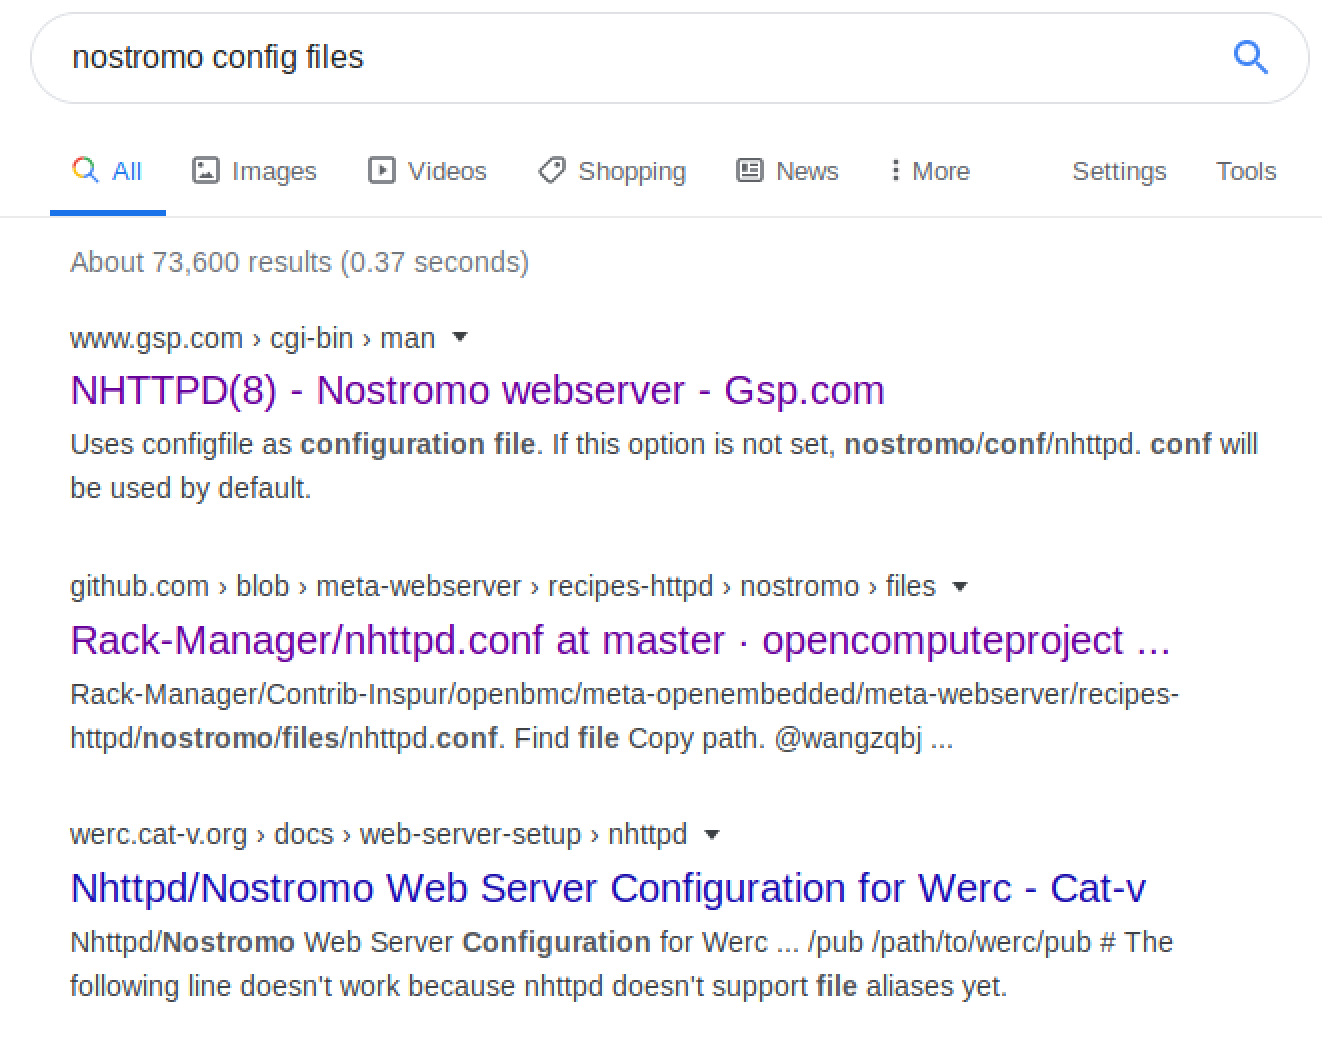 nostromo config files
All Images Videos Shopping News More Settings Tools
About 73,600 results (0.37 seconds)
www.gsp.com › cgi-bin › man
NHTTPD(8) - Nostromo webserver - Gsp.com
Uses configfile as configuration file. If this option is not set, nostromo/conf/nhttpd. conf will
be used by default.
github.com › blob › meta-webserver › recipes-httpd › nostromo › files
Rack-Manager/nhttpd.conf at master · opencomputeproject ...
Rack-Manager/Contrib-Inspur/openbmc/meta-openembedded/meta-webserver/recipes-
httpd/nostromo/files/nhttpd.conf. Find file Copy path. @wangzqbj ...
werc.cat-v.org › docs › web-server-setup › nhttpd
Nhttpd/Nostromo Web Server Configuration for Werc - Cat-v
Nhttpd/Nostromo Web Server Configuration for Werc ... /pub /path/to/werc/pub # The
following line doesn't work because nhttpd doesn't support file aliases yet.